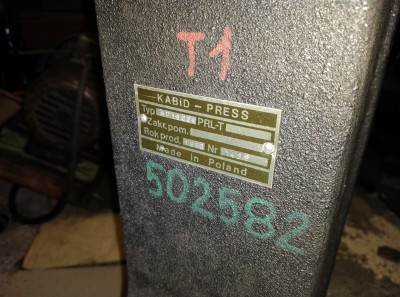 T1
KABID - PRESS
Typ PRL-T
Zakr.pom.
Rok prod. Nr
Made in Poland
502582